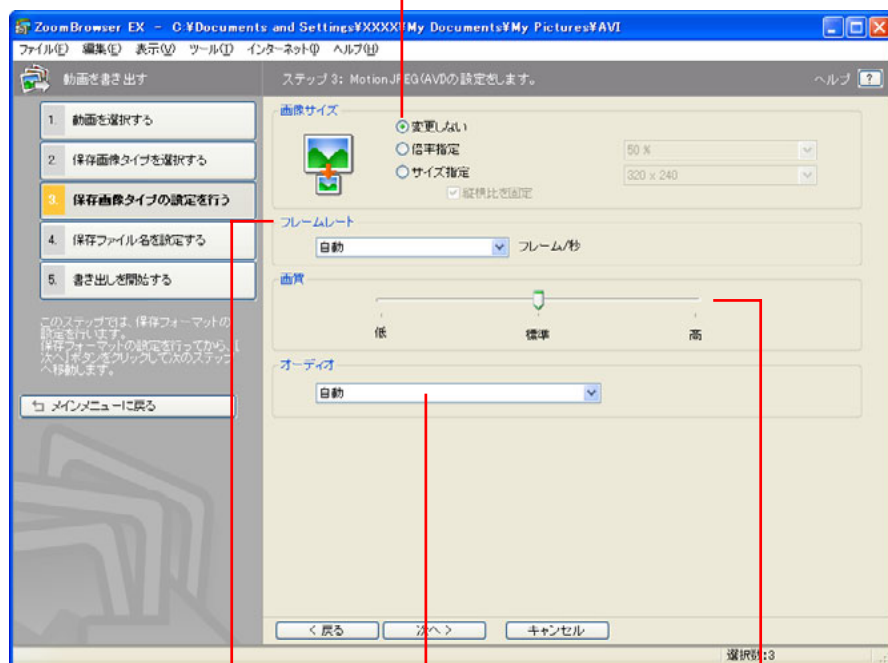 ZoomBrowser EX - C:¥Documents and Settings¥XXXX¥My Documents¥My Pictures¥AVI
ファイル(F) 編集(E) 表示(V) ツール(T) インターネット(I) ヘルプ(H)
動画を書き出す
ステップ 3: MotionJPEG(AVI)の設定をします。
ヘルプ ?
1. 動画を選択する
2. 保存画像タイプを選択する
3. 保存画像タイプの設定を行う
4. 保存ファイル名を設定する
5. 書き出しを開始する
このステップでは、保存フォーマットの
設定を行います。
保存フォーマットの設定を行ってから、[
次へ]ボタンをクリックして次のステップ
へ移動します。
メインメニューに戻る
画像サイズ
変更しない
倍率指定 50 %
サイズ指定 320 x 240
縦横比を固定
フレームレート
自動 フレーム/秒
画質
低 標準 高
オーディオ
自動
< 戻る 次へ > キャンセル
選択数:3